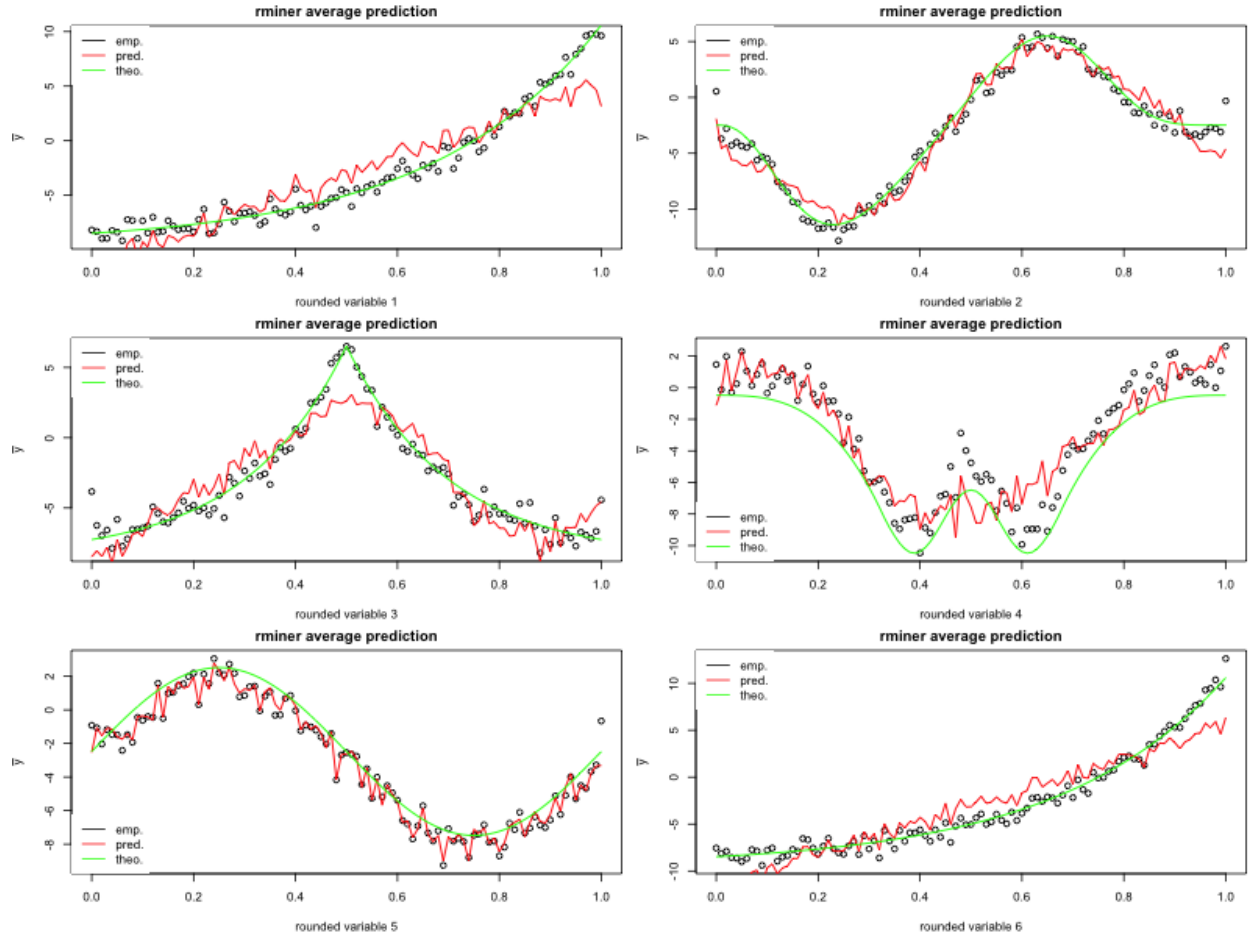 rminer average prediction
emp.
pred.
theo.
10
5
0
-5
y
0.0 0.2 0.4 0.6 0.8 1.0
rounded variable 1
rminer average prediction
emp.
pred.
theo.
5
0
-5
-10
y
0.0 0.2 0.4 0.6 0.8 1.0
rounded variable 2
rminer average prediction
emp.
pred.
theo.
5
0
-5
y
0.0 0.2 0.4 0.6 0.8 1.0
rounded variable 3
rminer average prediction
2
0
-2
-4
-6
-8
-10
y
emp.
pred.
theo.
0.0 0.2 0.4 0.6 0.8 1.0
rounded variable 4
rminer average prediction
2
0
-2
-4
-6
-8
y
emp.
pred.
theo.
0.0 0.2 0.4 0.6 0.8 1.0
rounded variable 5
rminer average prediction
emp.
pred.
theo.
10
5
0
-5
-10
y
0.0 0.2 0.4 0.6 0.8 1.0
rounded variable 6